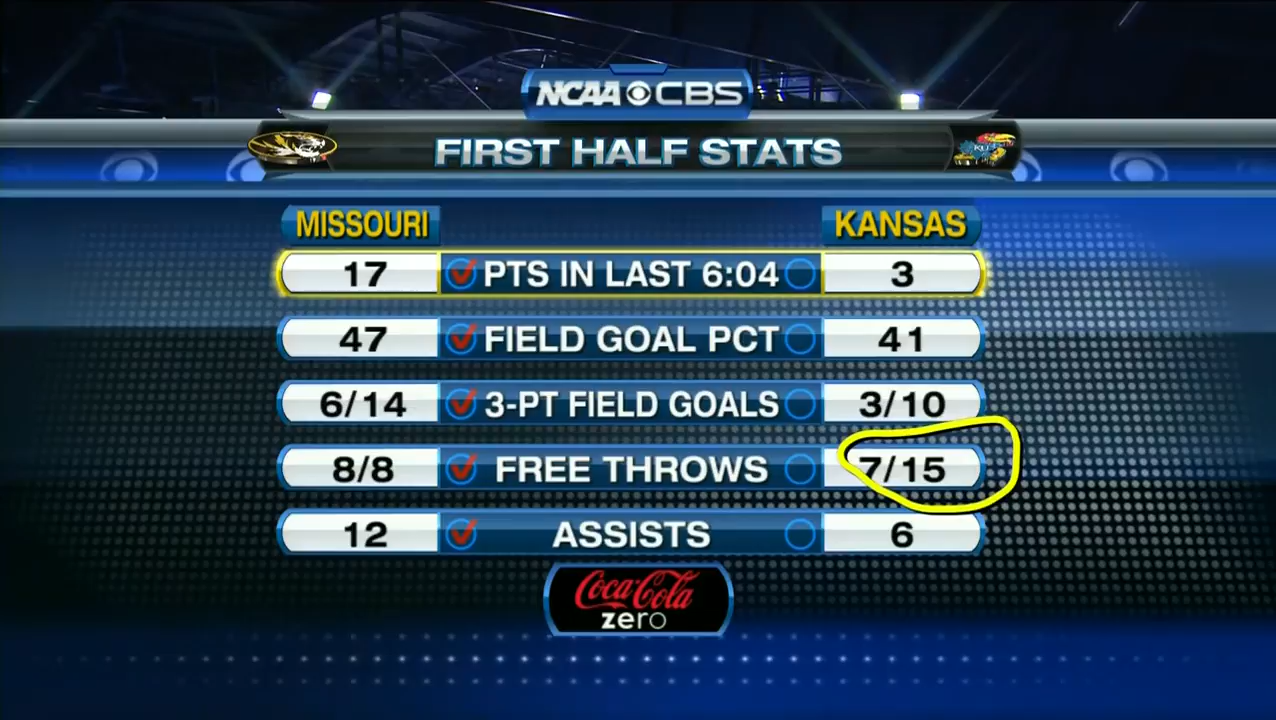 NCAA CBS
FIRST HALF STATS
KU
MISSOURI KANSAS
17 PTS IN LAST 6:04 3
47 FIELD GOAL PCT 41
6/14 3-PT FIELD GOALS 3/10
8/8 FREE THROWS 7/15
12 ASSISTS 6
Coca-Cola
zero